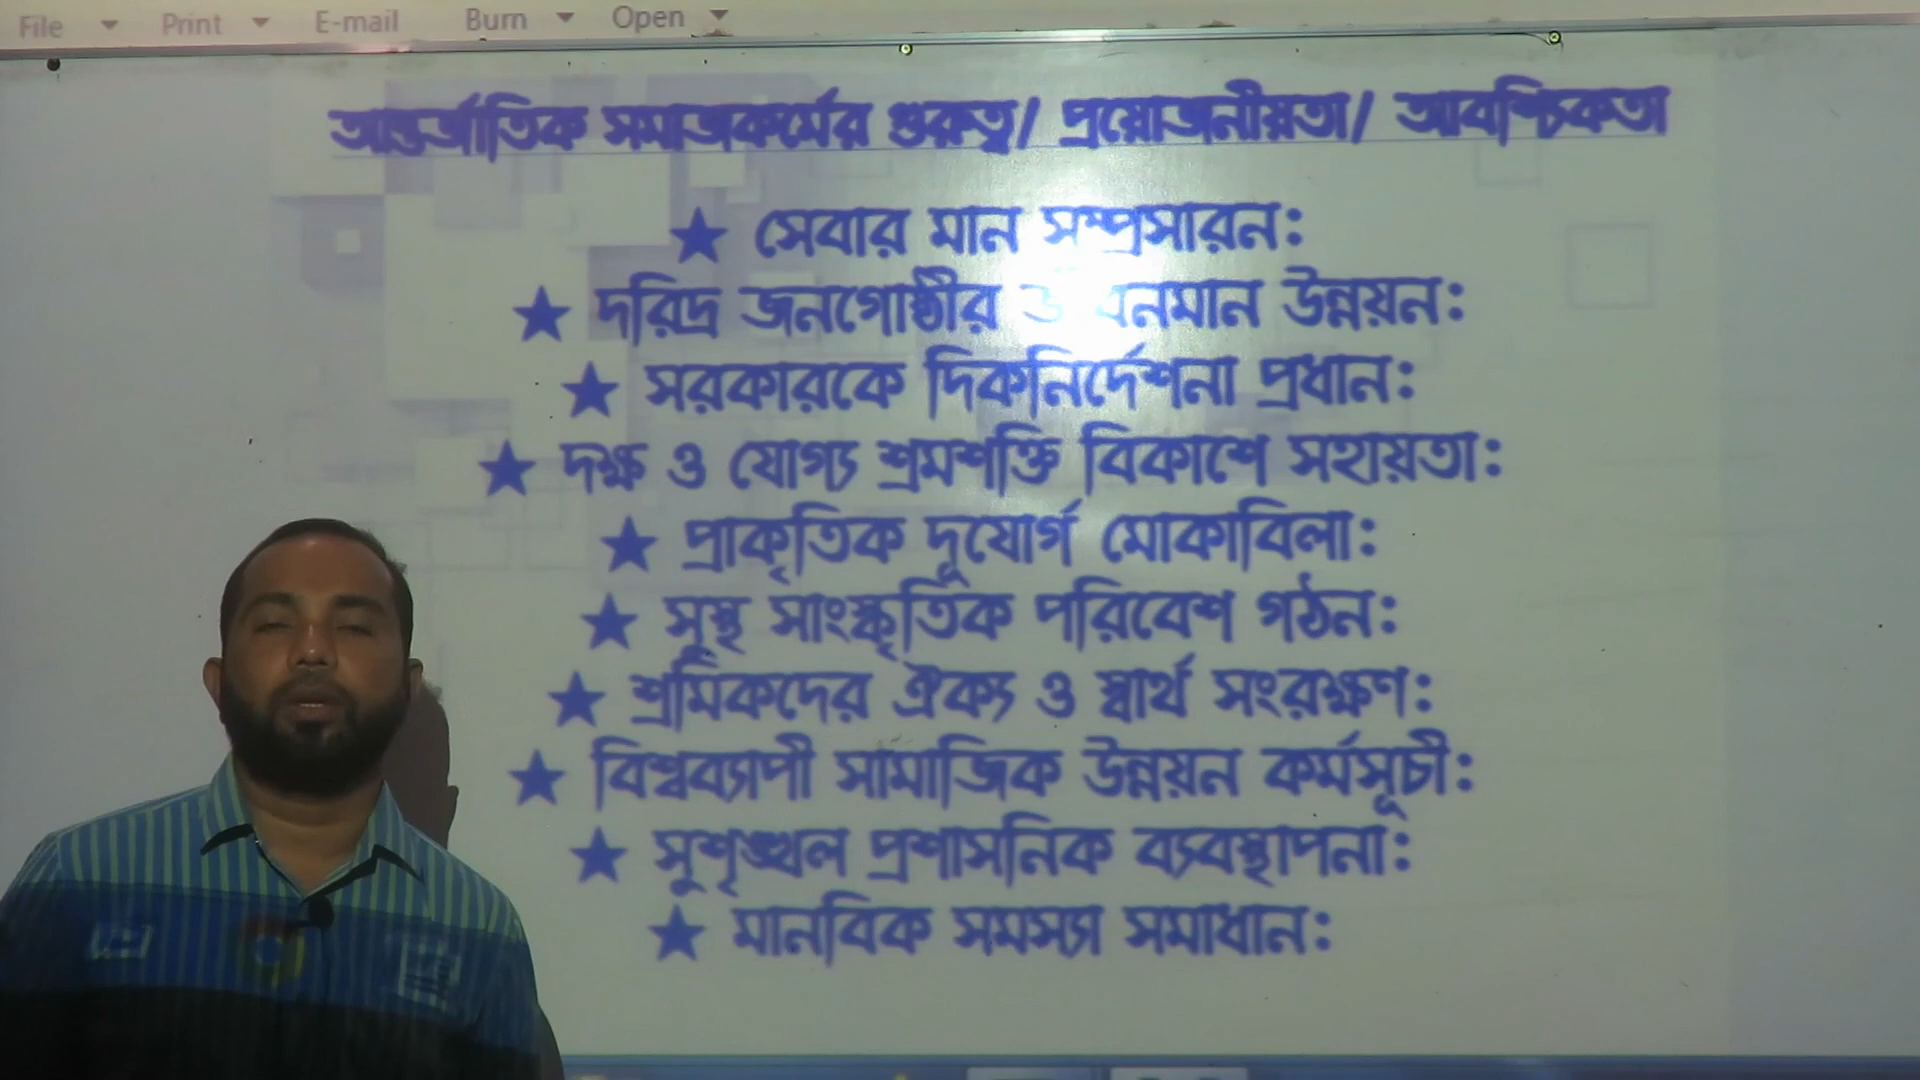 File Print E-mail Burn Open
আন্তর্জাতিক সমাজকর্মের গুরুত্ব/ প্রয়োজনীয়তা/ আবশ্যিকতা
★ সেবার মান সম্প্রসারন:
★ দরিদ্র জনগোষ্ঠীর জীবনমান উন্নয়ন:
★ সরকারকে দিকনির্দেশনা প্রধান:
★ দক্ষ ও যোগ্য শ্রমশক্তি বিকাশে সহায়তা:
★ প্রাকৃতিক দূযোর্গ মোকাবিলা:
★ সুস্থ সাংস্কৃতিক পরিবেশ গঠন:
★ শ্রমিকদের ঐক্য ও স্বার্থ সংরক্ষণ:
★ বিশ্বব্যাপী সামাজিক উন্নয়ন কর্মসূচী:
★ সুশৃঙ্খল প্রশাসনিক ব্যবস্থাপনা:
★ মানবিক সমস্যা সমাধান: